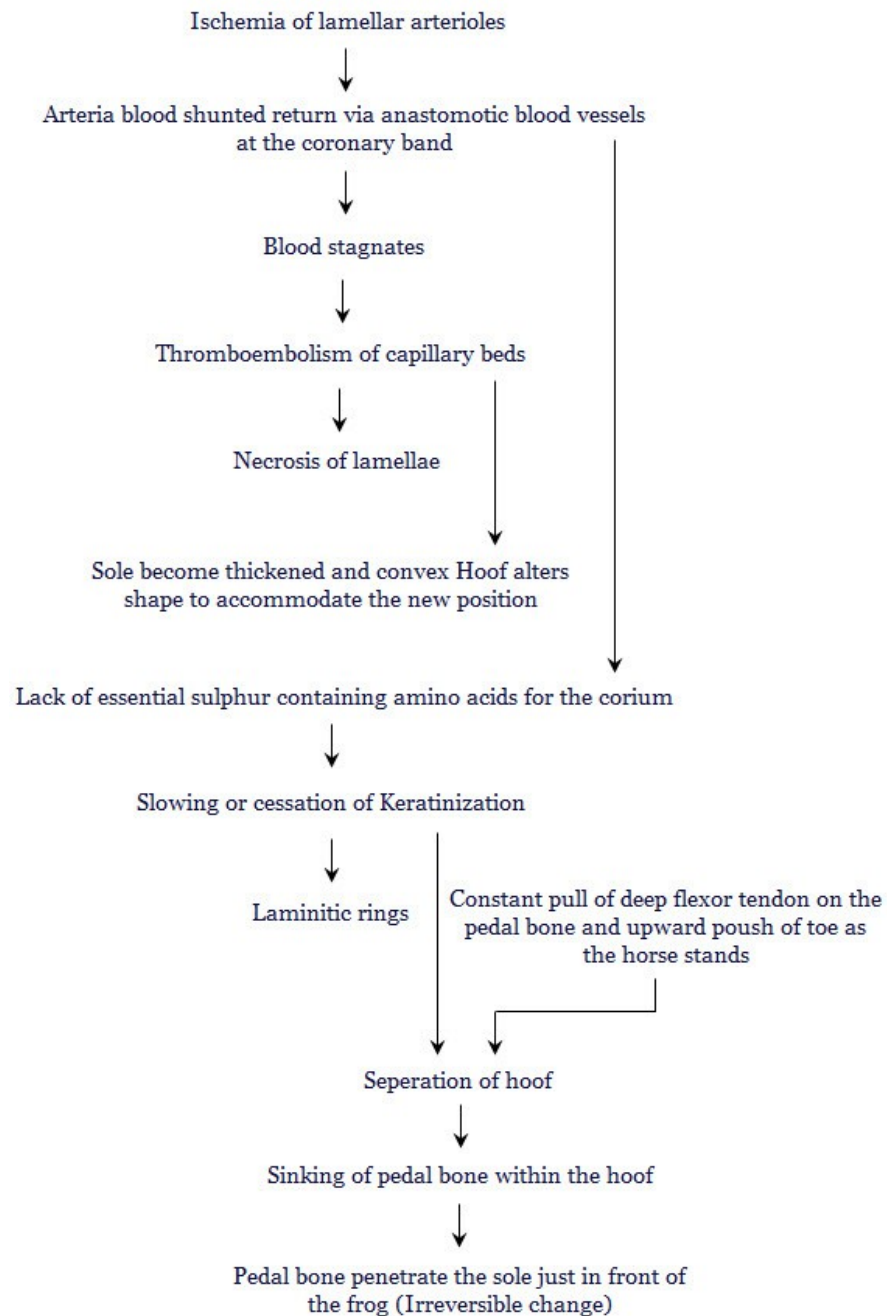 Ischemia of lamellar arterioles
Arteria blood shunted return via anastomotic blood vessels
at the coronary band
Blood stagnates
Thromboembolism of capillary beds
Necrosis of lamellae
Sole become thickened and convex Hoof alters
shape to accommodate the new position
Lack of essential sulphur containing amino acids for the corium
Slowing or cessation of Keratinization
Laminitic rings
Constant pull of deep flexor tendon on the
pedal bone and upward poush of toe as
the horse stands
Seperation of hoof
Sinking of pedal bone within the hoof
Pedal bone penetrate the sole just in front of
the frog (Irreversible change)